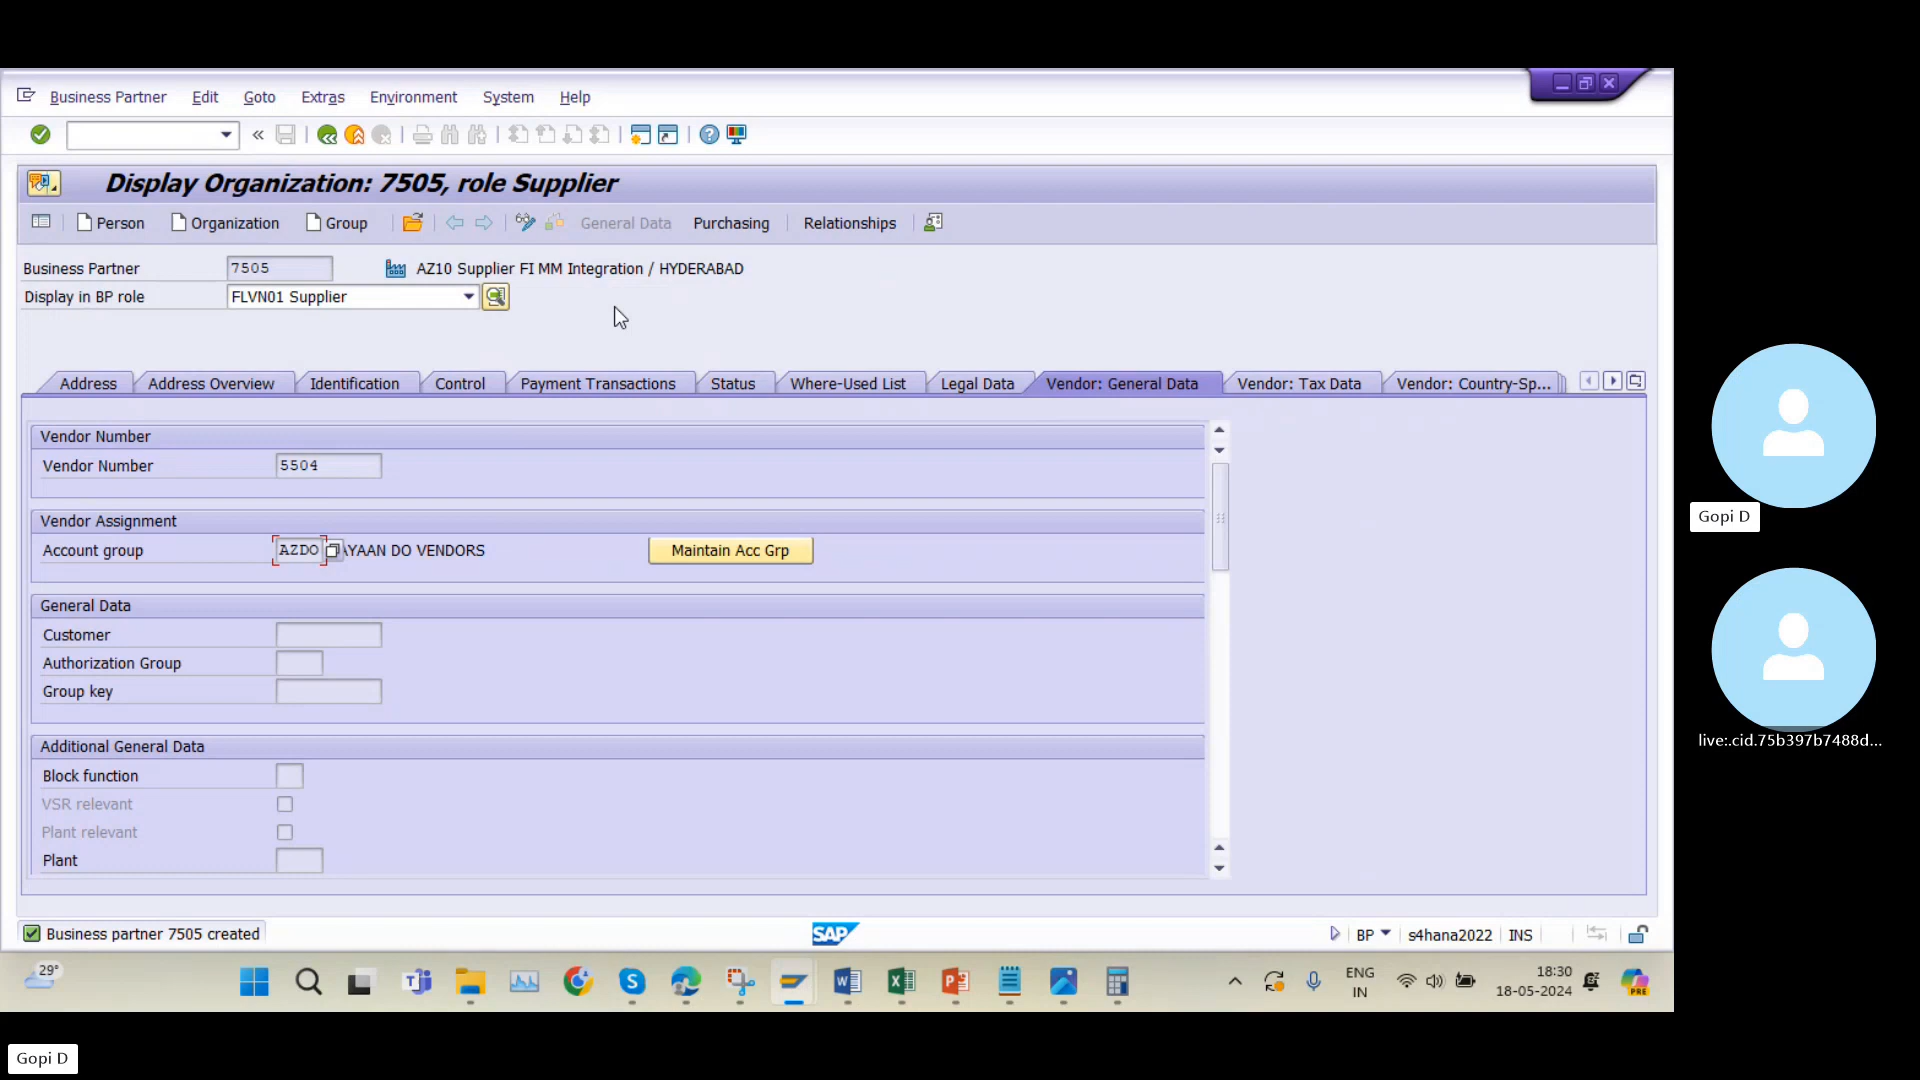 Business Partner Edit Goto Extras Environment System Help
Display Organization: 7505, role Supplier
Person Organization Group General Data Purchasing Relationships
Business Partner 7505 AZ10 Supplier FI MM Integration / HYDERABAD
Display in BP role FLVN01 Supplier
Address Address Overview Identification Control Payment Transactions Status Where-Used List Legal Data Vendor: General Data Vendor: Tax Data Vendor: Country-Sp...
Vendor Number
Vendor Number 5504
Vendor Assignment
Account group AZDO AYAAN DO VENDORS Maintain Acc Grp
General Data
Customer
Authorization Group
Group key
Additional General Data
Block function
VSR relevant
Plant relevant
Plant
Business partner 7505 created SAP BP s4hana2022 INS
29°
ENG
IN
18:30
18-05-2024
PRE
Gopi D
live:.cid.75b397b7488d...
Gopi D